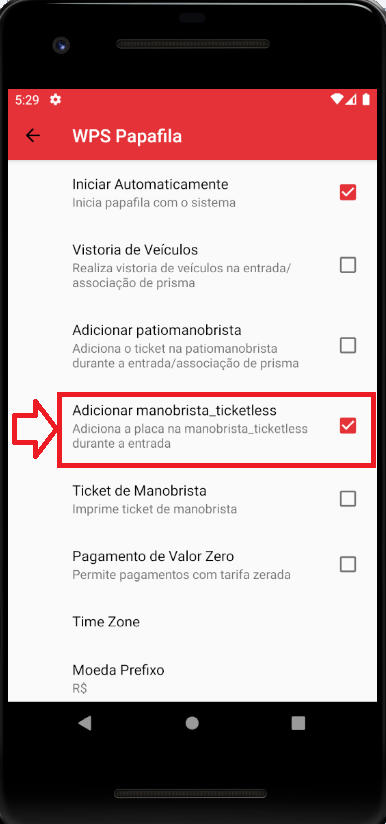 5:29
WPS Papafila
Iniciar Automaticamente
Inicia papafila com o sistema
Vistoria de Veículos
Realiza vistoria de veículos na entrada/
associação de prisma
Adicionar patiomanobrista
Adiciona o ticket na patiomanobrista
durante a entrada/associação de prisma
Adicionar manobrista_ticketless
Adiciona a placa na manobrista_ticketless
durante a entrada
Ticket de Manobrista
Imprime ticket de manobrista
Pagamento de Valor Zero
Permite pagamentos com tarifa zerada
Time Zone
Moeda Prefixo
R$